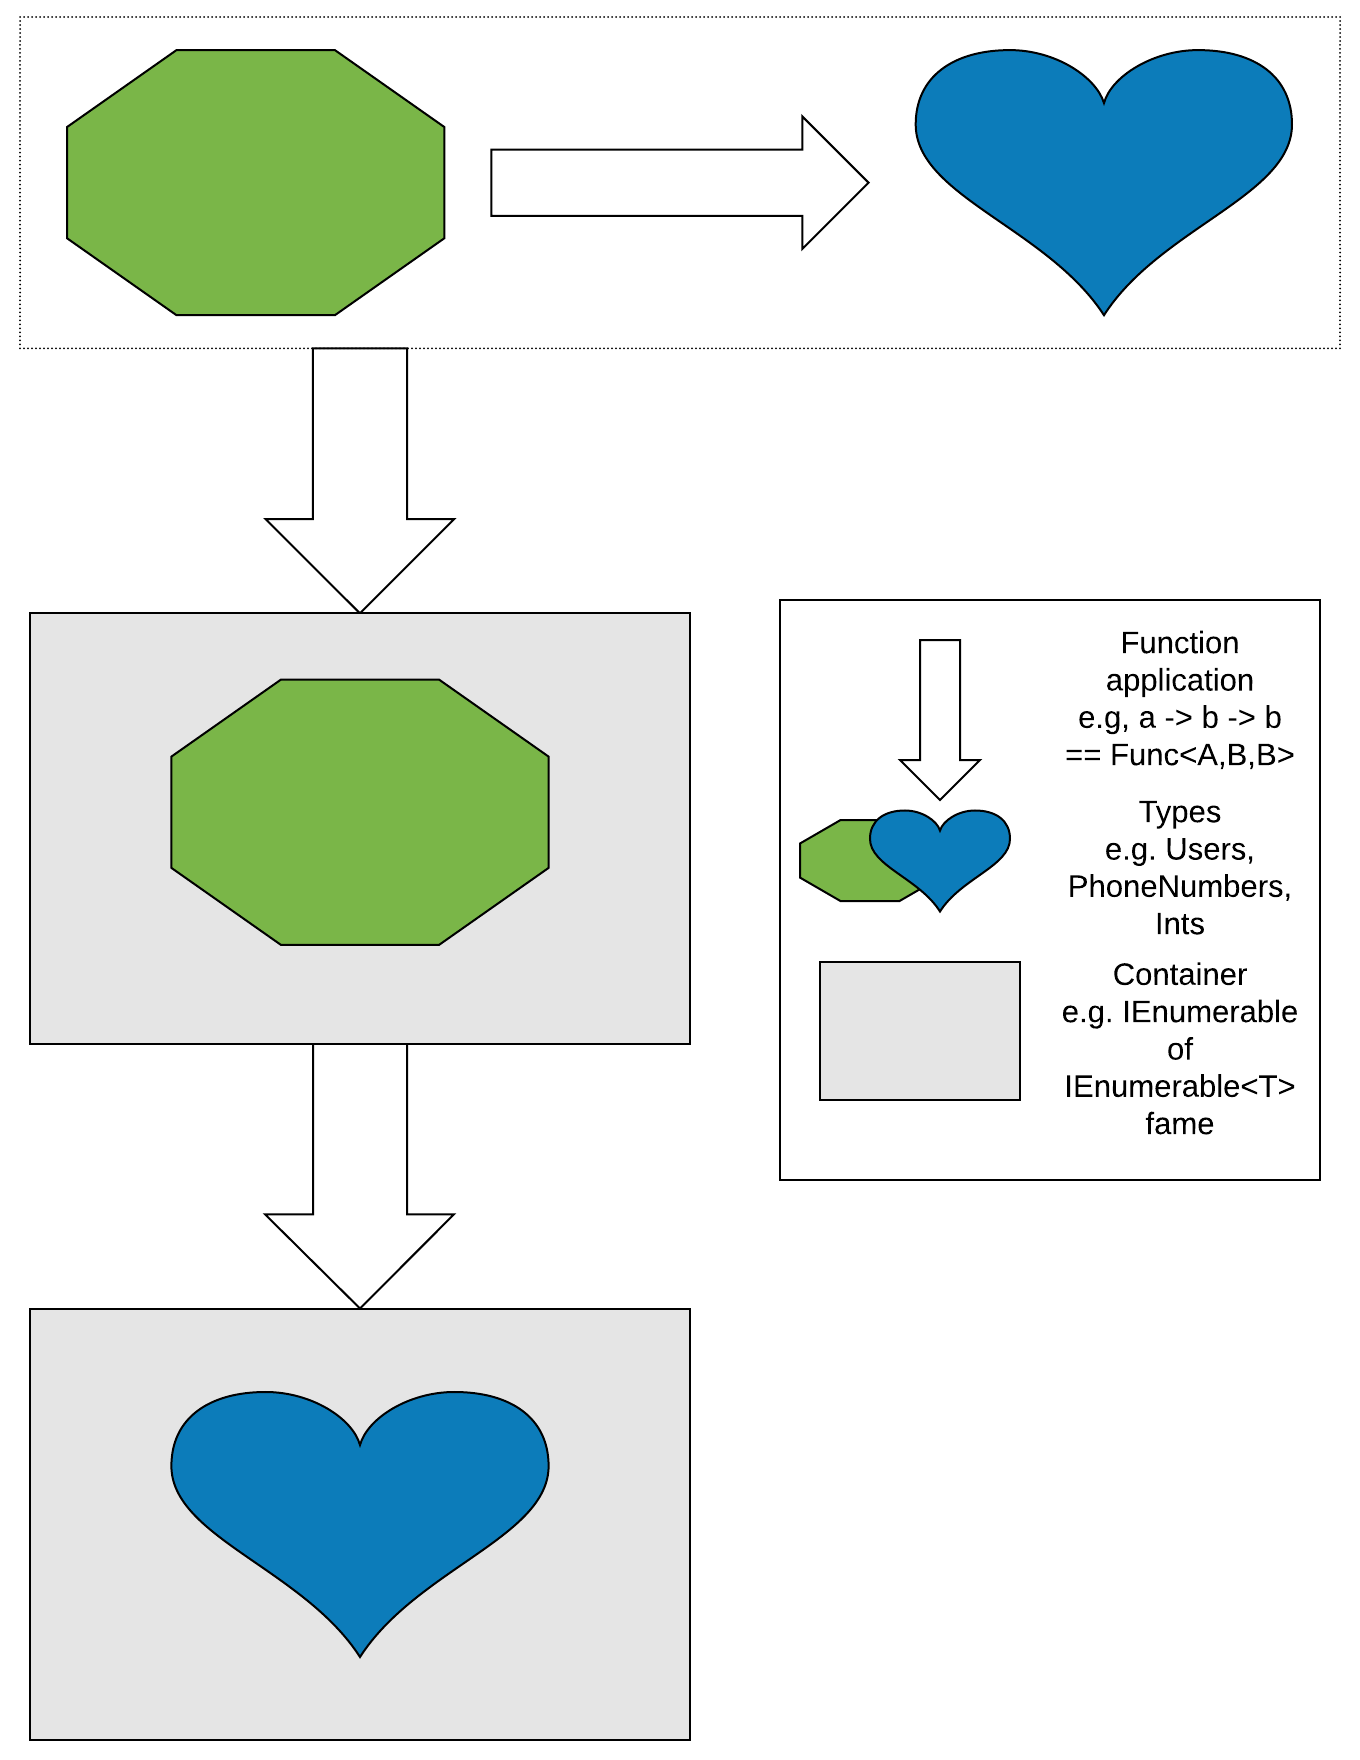 Function
application
e.g, a -> b -> b
== Func<A,B,B>
Types
e.g. Users,
PhoneNumbers,
Ints
Container
e.g. IEnumerable
of
IEnumerable<T>
fame